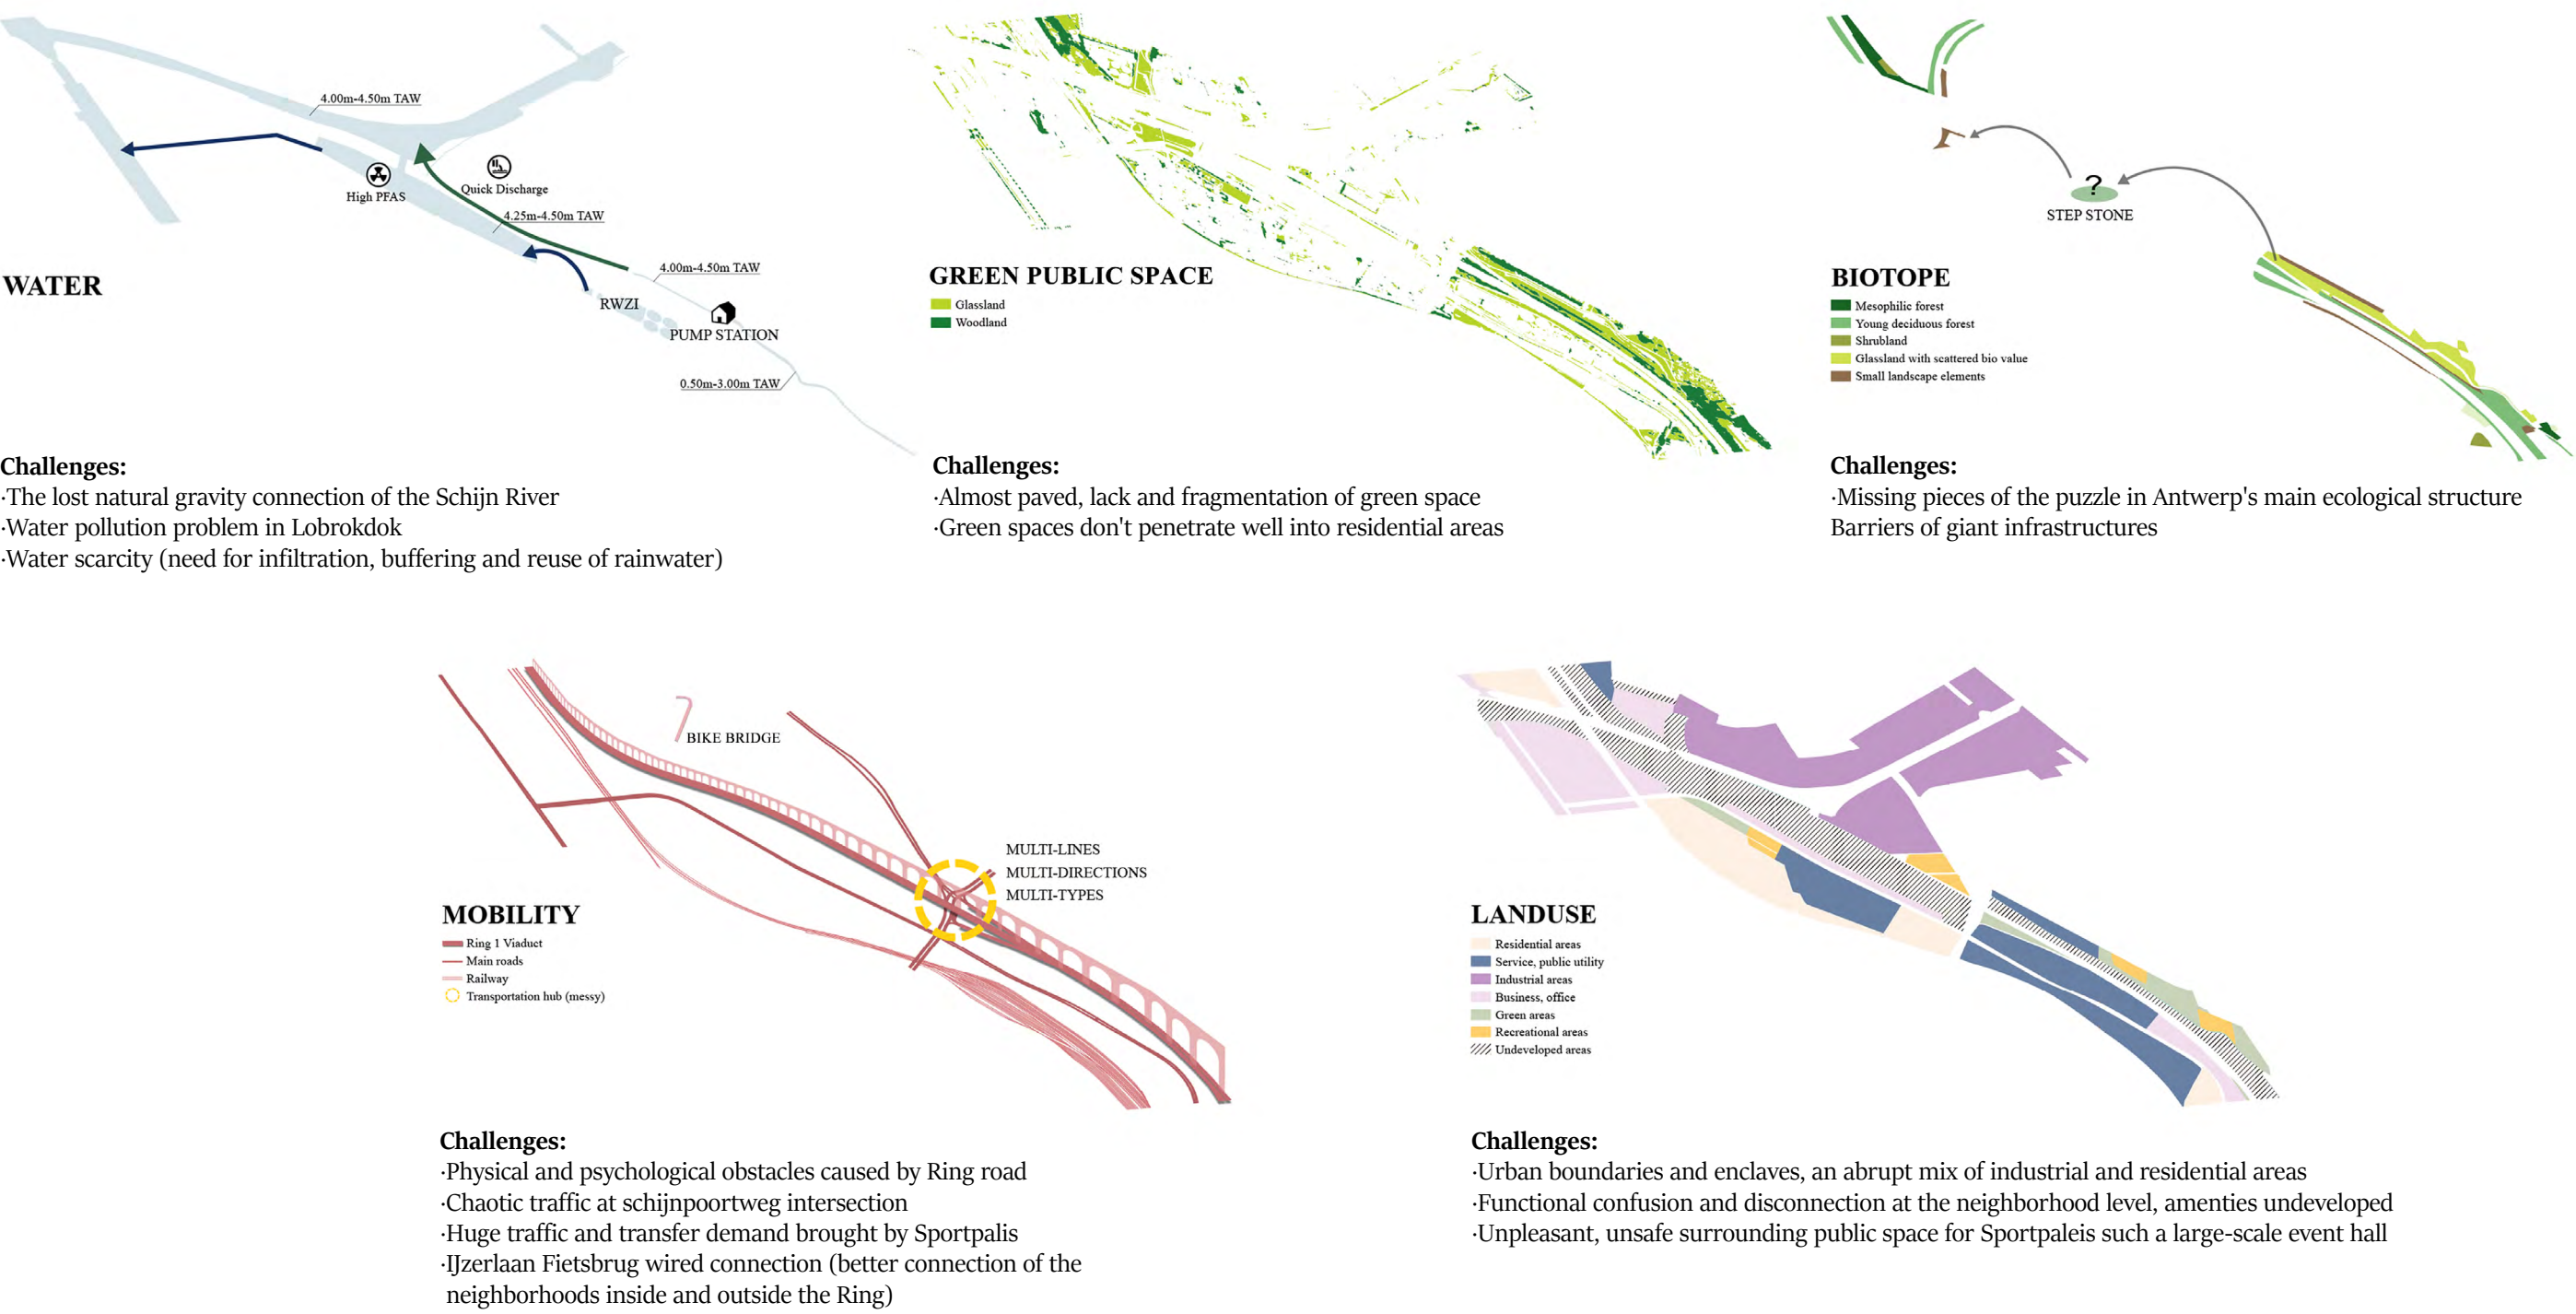 4.00m-4.50m TAW
High PFAS
Quick Discharge
4.25m-4.50m TAW
4.00m-4.50m TAW
RWZI
PUMP STATION
0.50m-3.00m TAW
WATER
Challenges:
·The lost natural gravity connection of the Schijn River
·Water pollution problem in Lobrokdok
·Water scarcity (need for infiltration, buffering and reuse of rainwater)
GREEN PUBLIC SPACE
Glassland
Woodland
Challenges:
·Almost paved, lack and fragmentation of green space
·Green spaces don't penetrate well into residential areas
?
STEP STONE
BIOTOPE
Mesophilic forest
Young deciduous forest
Shrubland
Glassland with scattered bio value
Small landscape elements
Challenges:
·Missing pieces of the puzzle in Antwerp's main ecological structure
Barriers of giant infrastructures
BIKE BRIDGE
MULTI-LINES
MULTI-DIRECTIONS
MULTI-TYPES
MOBILITY
Ring 1 Viaduct
Main roads
Railway
Transportation hub (messy)
Challenges:
·Physical and psychological obstacles caused by Ring road
·Chaotic traffic at schijnpoortweg intersection
·Huge traffic and transfer demand brought by Sportpalis
·IJzerlaan Fietsbrug wired connection (better connection of the
neighborhoods inside and outside the Ring)
LANDUSE
Residential areas
Service, public utility
Industrial areas
Business, office
Green areas
Recreational areas
Undeveloped areas
Challenges:
·Urban boundaries and enclaves, an abrupt mix of industrial and residential areas
·Functional confusion and disconnection at the neighborhood level, amenties undeveloped
·Unpleasant, unsafe surrounding public space for Sportpaleis such a large-scale event hall